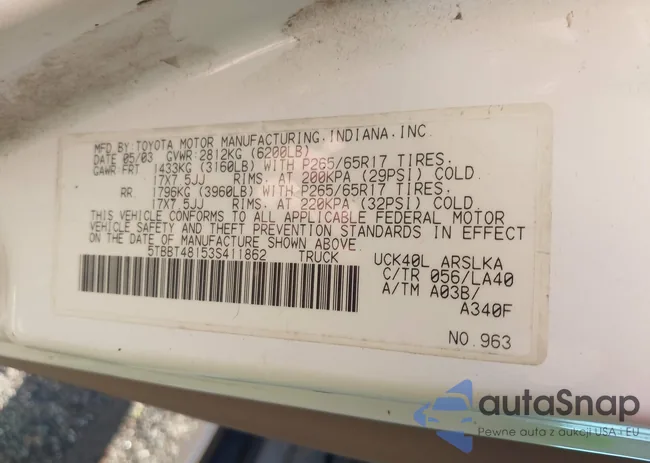 MFD BY: TOYOTA MOTOR MANUFACTURING, INDIANA, INC.
DATE 05/03 GVWR 2812KG (6200LB)
GAWR FRT 1433KG (3160LB) WITH P265/65R17 TIRES,
17X7.5JJ RIMS, AT 200KPA (29PSI) COLD.
RR 1796KG (3960LB) WITH P265/65R17 TIRES,
17X7.5JJ RIMS, AT 220KPA (32PSI) COLD.
THIS VEHICLE CONFORMS TO ALL APPLICABLE FEDERAL MOTOR
VEHICLE SAFETY AND THEFT PREVENTION STANDARDS IN EFFECT
ON DATE OF MANUFACTURE SHOWN ABOVE.
5TBBT48153S411862 TRUCK
UCK40L ARSLKA
C/TR 056/LA40
A/TM A03B/
A340F
NO.963
autaSnap
Pewne auta z aukcji USA i EU